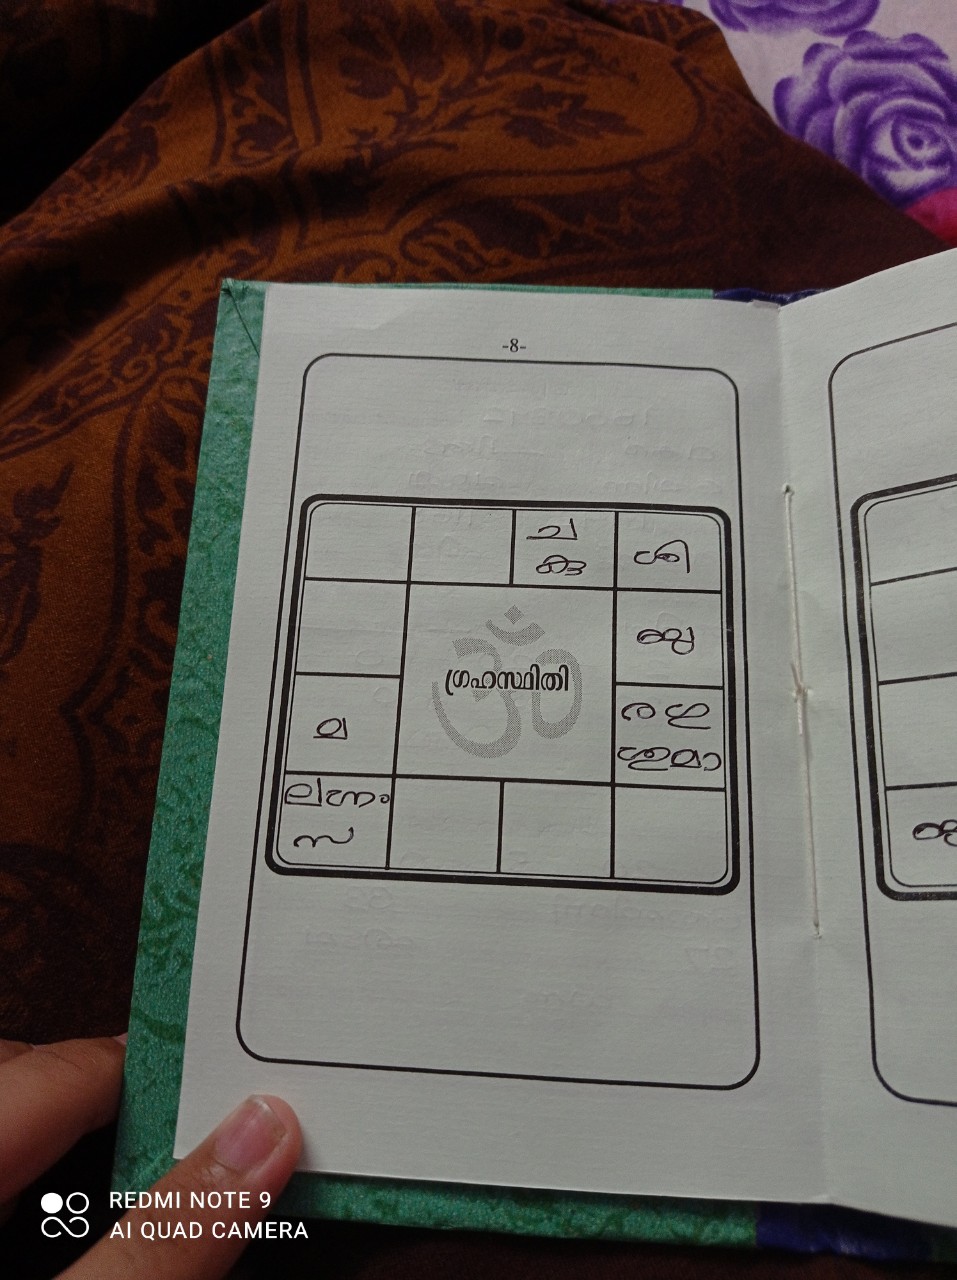 -8-
ച
കു
ശി
ബു
ഗ്രഹസ്ഥിതി
മ
ലഗ്നം
സ
REDMI NOTE 9
AI QUAD CAMERA